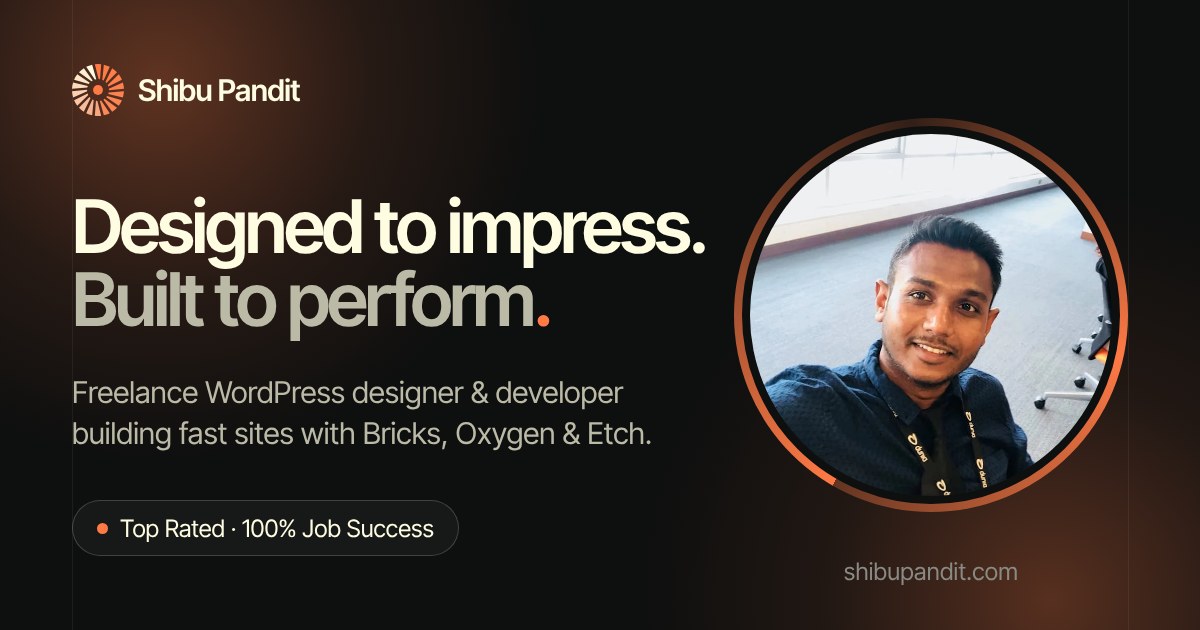 Shibu Pandit
Designed to impress.
Built to perform.
Freelance WordPress designer & developer
building fast sites with Bricks, Oxygen & Etch.
Top Rated · 100% Job Success
shibupandit.com